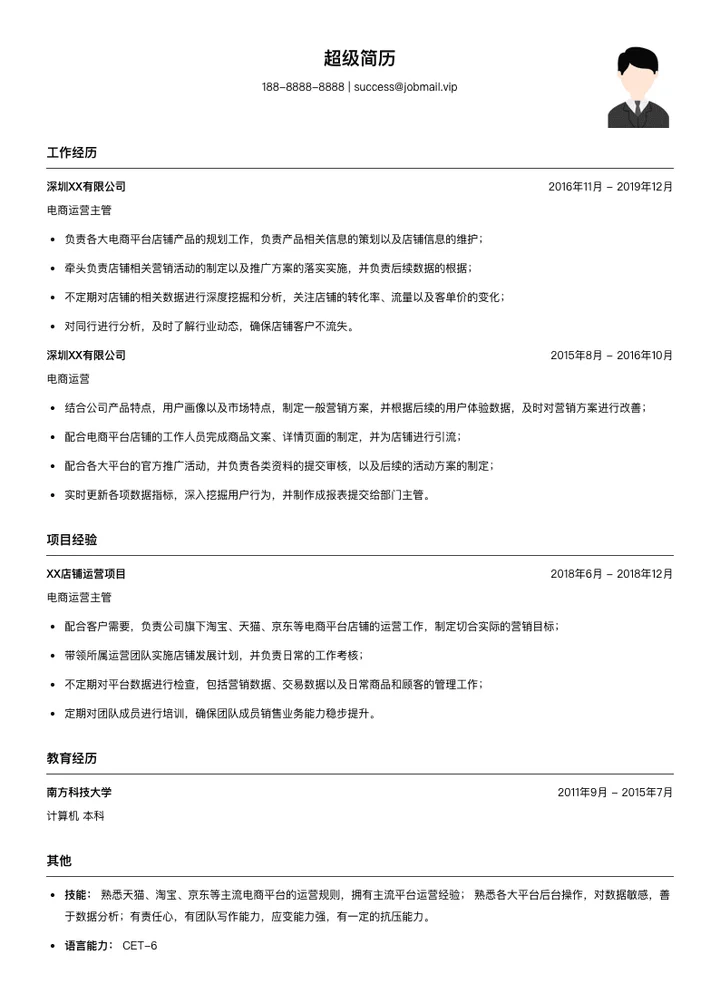 超级简历
188-8888-8888 | success@jobmail.vip
工作经历
深圳XX有限公司 2016年11月 – 2019年12月
电商运营主管
• 负责各大电商平台店铺产品的规划工作，负责产品相关信息的策划以及店铺信息的维护；
• 牵头负责店铺相关营销活动的制定以及推广方案的落实实施，并负责后续数据的根据；
• 不定期对店铺的相关数据进行深度挖掘和分析，关注店铺的转化率、流量以及客单价的变化；
• 对同行进行分析，及时了解行业动态，确保店铺客户不流失。
深圳XX有限公司 2015年8月 – 2016年10月
电商运营
• 结合公司产品特点，用户画像以及市场特点，制定一般营销方案，并根据后续的用户体验数据，及时对营销方案进行改善；
• 配合电商平台店铺的工作人员完成商品文案、详情页面的制定，并为店铺进行引流；
• 配合各大平台的官方推广活动，并负责各类资料的提交审核，以及后续的活动方案的制定；
• 实时更新各项数据指标，深入挖掘用户行为，并制作成报表提交给部门主管。
项目经验
XX店铺运营项目 2018年6月 – 2018年12月
电商运营主管
• 配合客户需要，负责公司旗下淘宝、天猫、京东等电商平台店铺的运营工作，制定切合实际的营销目标；
• 带领所属运营团队实施店铺发展计划，并负责日常的工作考核；
• 不定期对平台数据进行检查，包括营销数据、交易数据以及日常商品和顾客的管理工作；
• 定期对团队成员进行培训，确保团队成员销售业务能力稳步提升。
教育经历
南方科技大学 2011年9月 – 2015年7月
计算机 本科
其他
• 技能： 熟悉天猫、淘宝、京东等主流电商平台的运营规则，拥有主流平台运营经验； 熟悉各大平台后台操作，对数据敏感，善
于数据分析；有责任心，有团队写作能力，应变能力强，有一定的抗压能力。
• 语言能力： CET-6